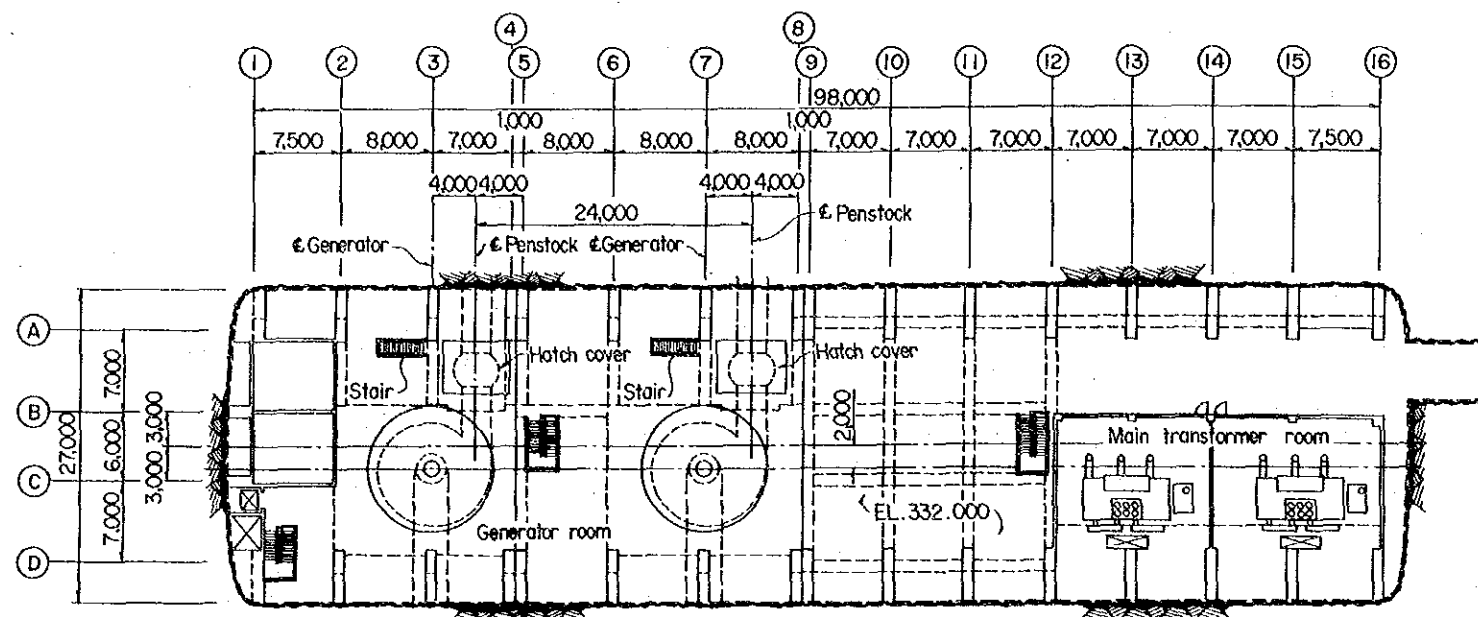 4 8
1 2 3 5 6 7 9 10 11 12 13 14 15 16
98,000
1,000 1,000
7,500 8,000 7,000 8,000 8,000 8,000 7,000 7,000 7,000 7,000 7,000 7,000 7,500
4,000 4,000 4,000 4,000
24,000
℄ Penstock
℄ Generator ℄ Penstock ℄ Generator
A
Hatch cover Hatch cover
7,000
Stair Stair
B
3,000
2,000
Main transformer room
27,000
6,000
3,000
C
(EL.332.000)
7,000
Generator room
D